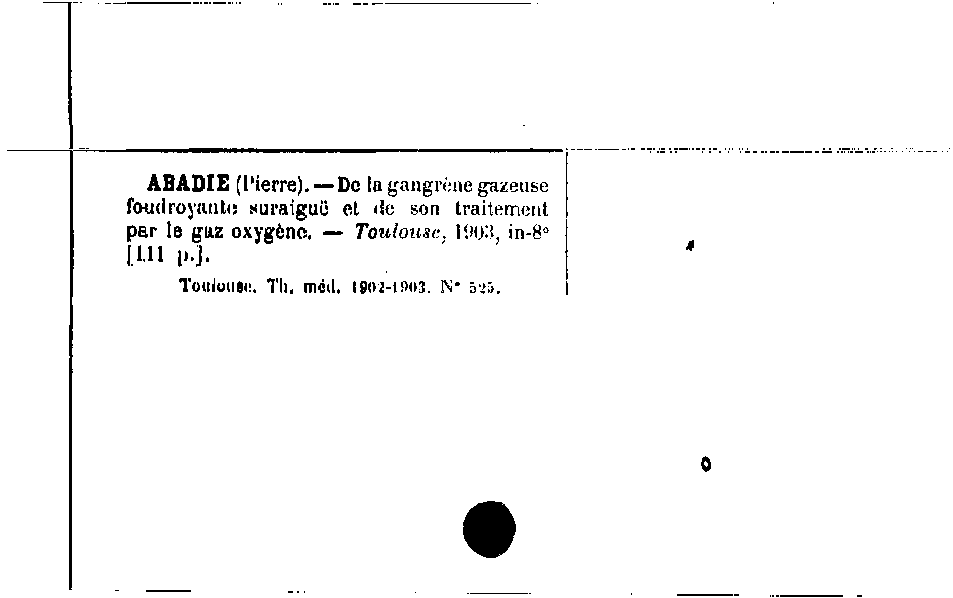 ABADIE (Pierre). — De la gangrène gazeuse
foudroyante suraiguë et de son traitement
par le gaz oxygène. — Toulouse, 1903, in-8°
[111 p.].
Toulouse. Th. méd. 1902-1903. N° 525.